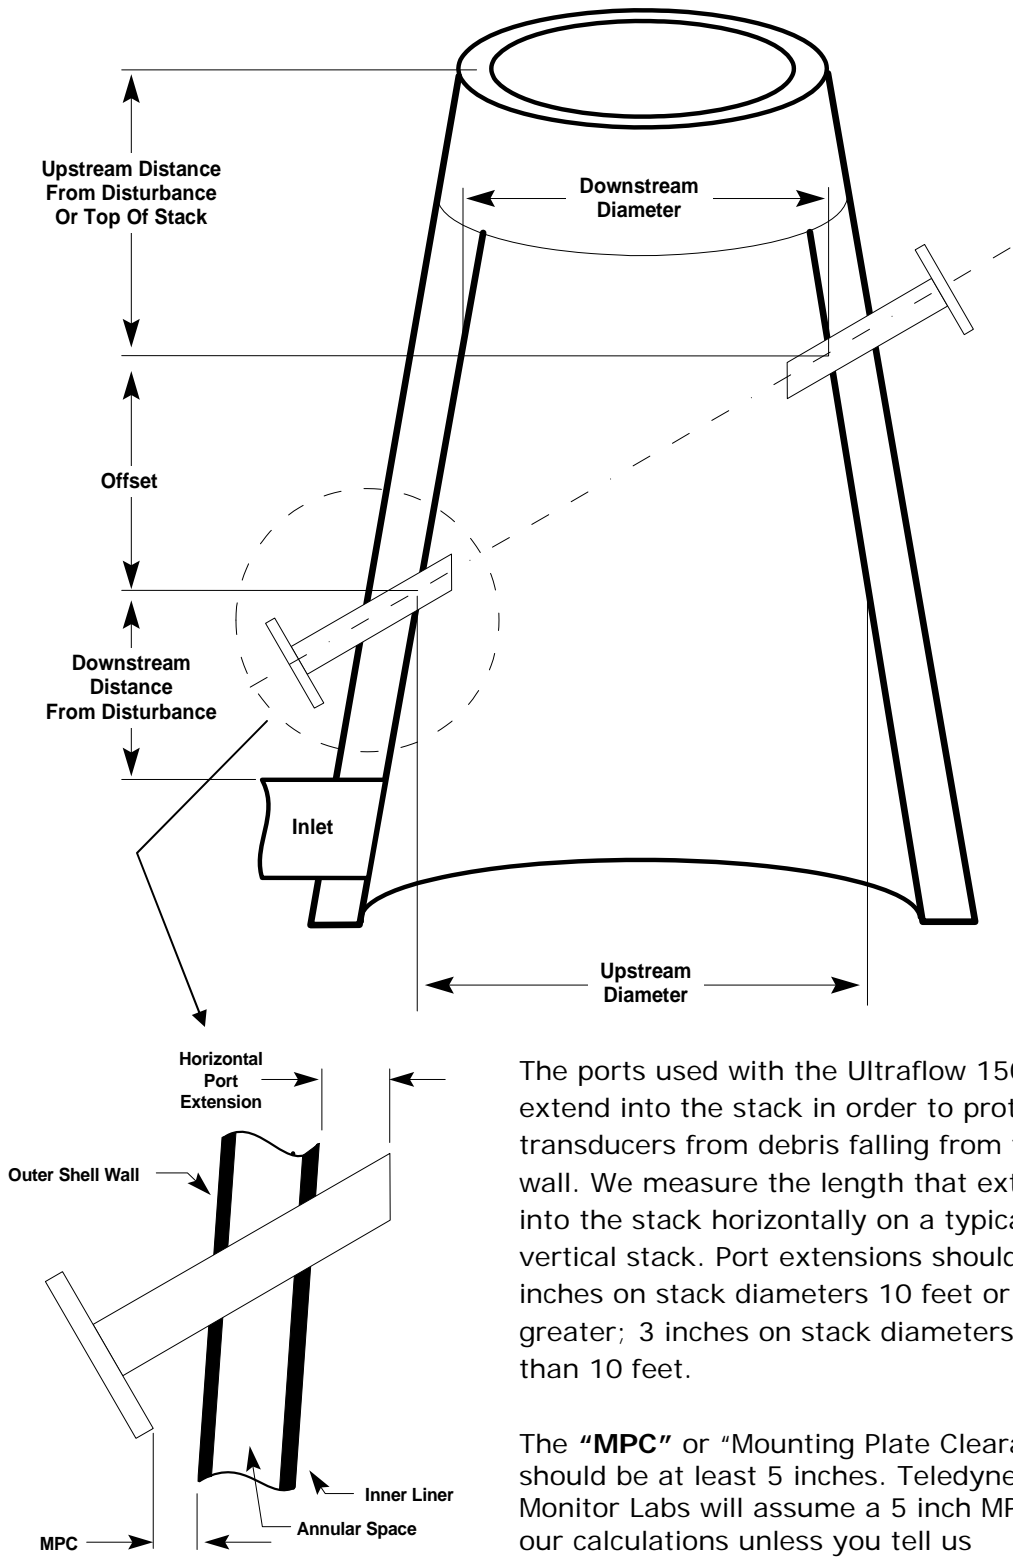 Upstream Distance
From Disturbance
Or Top Of Stack
Downstream
Diameter
Offset
Downstream
Distance
From Disturbance
Inlet
Upstream
Diameter
Horizontal
Port
Extension
Outer Shell Wall
Inner Liner
Annular Space
MPC
The ports used with the Ultraflow
extend into the stack in order to
transducers from debris falling from
wall. We measure the length that
into the stack horizontally on a
vertical stack. Port extensions should
inches on stack diameters 10 feet or
greater; 3 inches on stack diameters
than 10 feet.
The “MPC” or “Mounting Plate
should be at least 5 inches. Teledyne
Monitor Labs will assume a 5 inch
our calculations unless you tell us